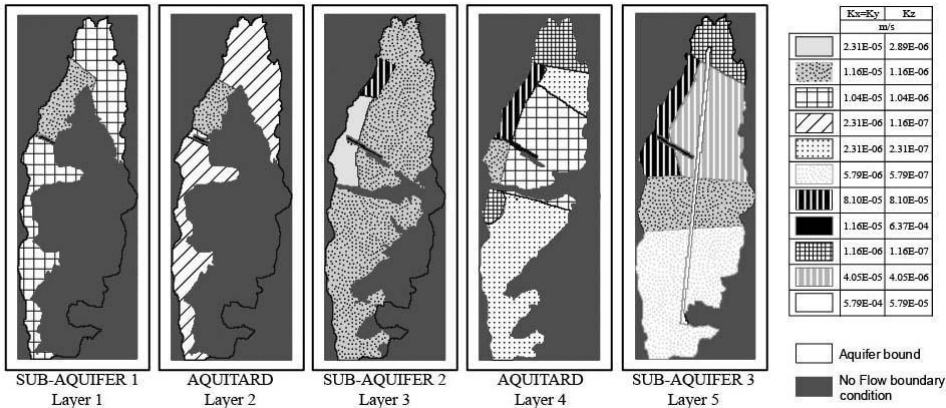 Kx=Ky Kz
m/s
2.31E-05 2.89E-06
1.16E-05 1.16E-06
1.04E-05 1.04E-06
2.31E-06 1.16E-07
2.31E-06 2.31E-07
5.79E-06 5.79E-07
8.10E-05 8.10E-05
1.16E-05 6.37E-04
1.16E-06 1.16E-07
4.05E-05 4.05E-06
5.79E-04 5.79E-05
Aquifer bound
No Flow boundary
condition
SUB-AQUIFER 1
Layer 1
AQUITARD
Layer 2
SUB-AQUIFER 2
Layer 3
AQUITARD
Layer 4
SUB-AQUIFER 3
Layer 5